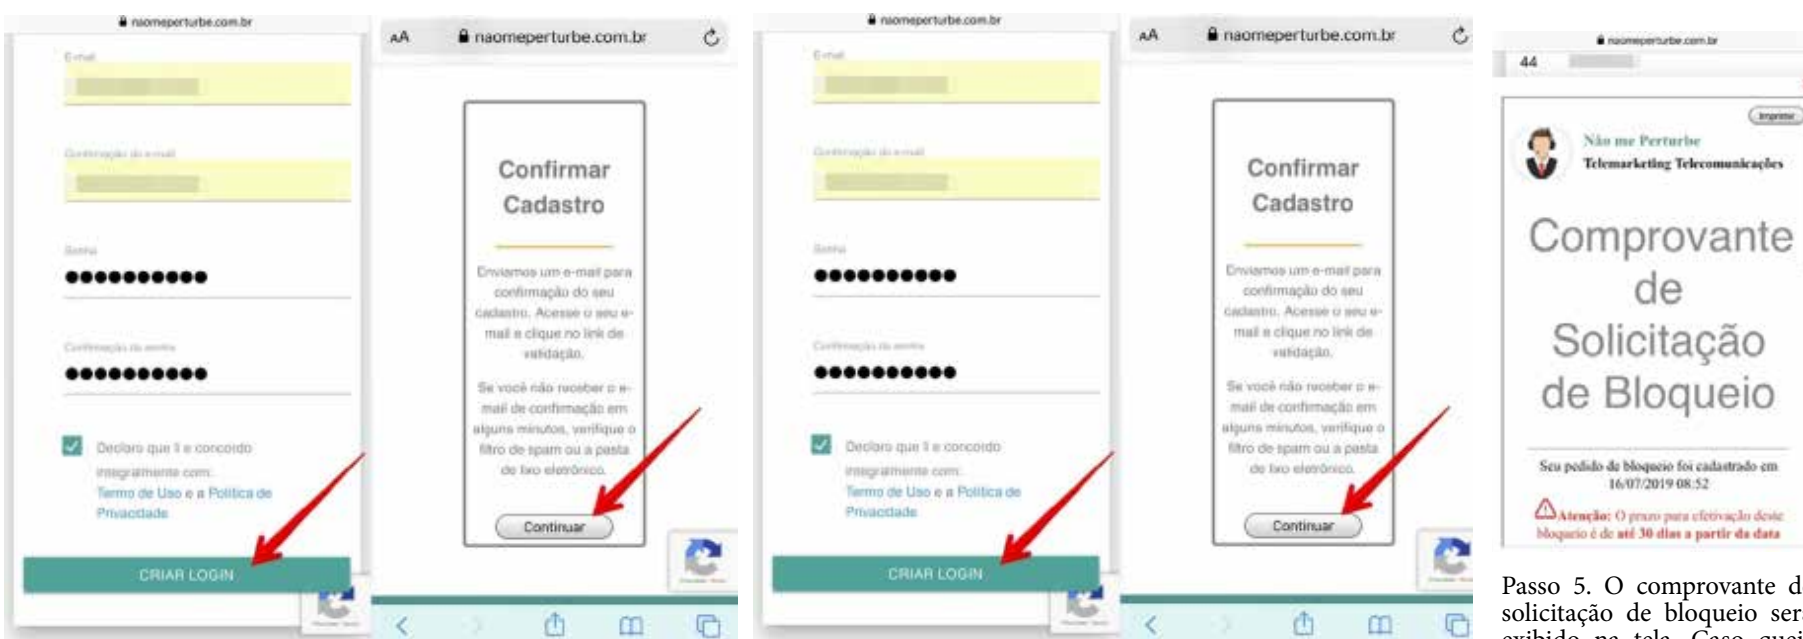 naomeperturbe.com.br
E-mail
Confirmação do e-mail
Senha
●●●●●●●●●●
Confirmação da senha
●●●●●●●●●●
Declaro que li e concordo
integralmente com:
Termo de Uso e a Política de
Privacidade
CRIAR LOGIN
AA naomeperturbe.com.br
Confirmar
Cadastro
Enviamos um e-mail para
confirmação do seu
cadastro. Acesse o seu e-
mail e clique no link de
validação.
Se você não receber o e-
mail de confirmação em
alguns minutos, verifique o
filtro de spam ou a pasta
de lixo eletrônico.
Continuar
naomeperturbe.com.br
E-mail
Confirmação do e-mail
Senha
●●●●●●●●●●
Confirmação da senha
●●●●●●●●●●
Declaro que li e concordo
integralmente com:
Termo de Uso e a Política de
Privacidade
CRIAR LOGIN
AA naomeperturbe.com.br
Confirmar
Cadastro
Enviamos um e-mail para
confirmação do seu
cadastro. Acesse o seu e-
mail e clique no link de
validação.
Se você não receber o e-
mail de confirmação em
alguns minutos, verifique o
filtro de spam ou a pasta
de lixo eletrônico.
Continuar
naomeperturbe.com.br
44
Imprimir
Não me Perturbe
Telemarketing Telecomunicações
Comprovante
de
Solicitação
de Bloqueio
Seu pedido de bloqueio foi cadastrado em
16/07/2019 08:52
Atenção: O prazo para efetivação deste
bloqueio é de até 30 dias a partir da data
Passo 5. O comprovante d
solicitação de bloqueio ser
exibido na tela. Caso quei